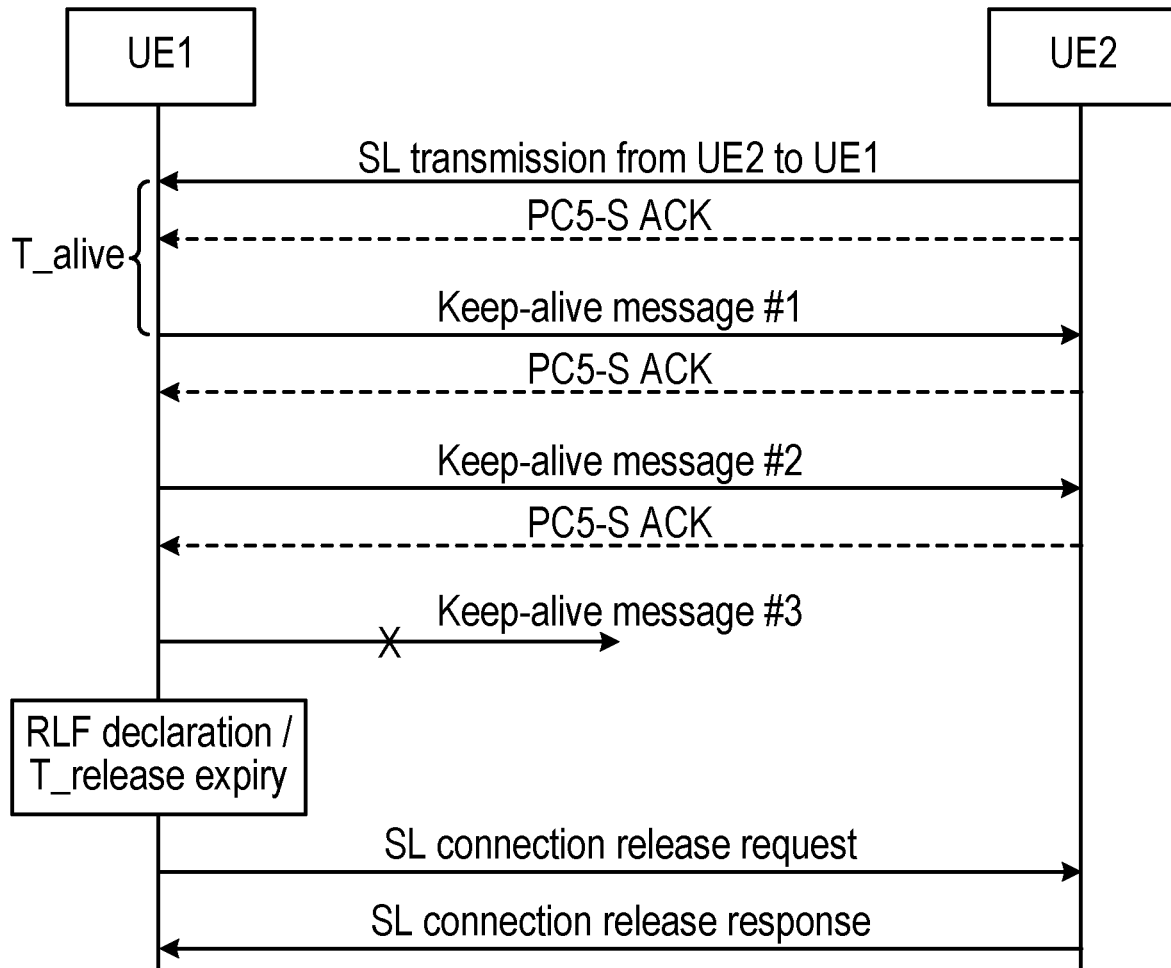 UE1
UE2
SL transmission from UE2 to UE1
PC5-S ACK
T_alive
Keep-alive message #1
PC5-S ACK
Keep-alive message #2
PC5-S ACK
Keep-alive message #3
X
RLF declaration /
T_release expiry
SL connection release request
SL connection release response